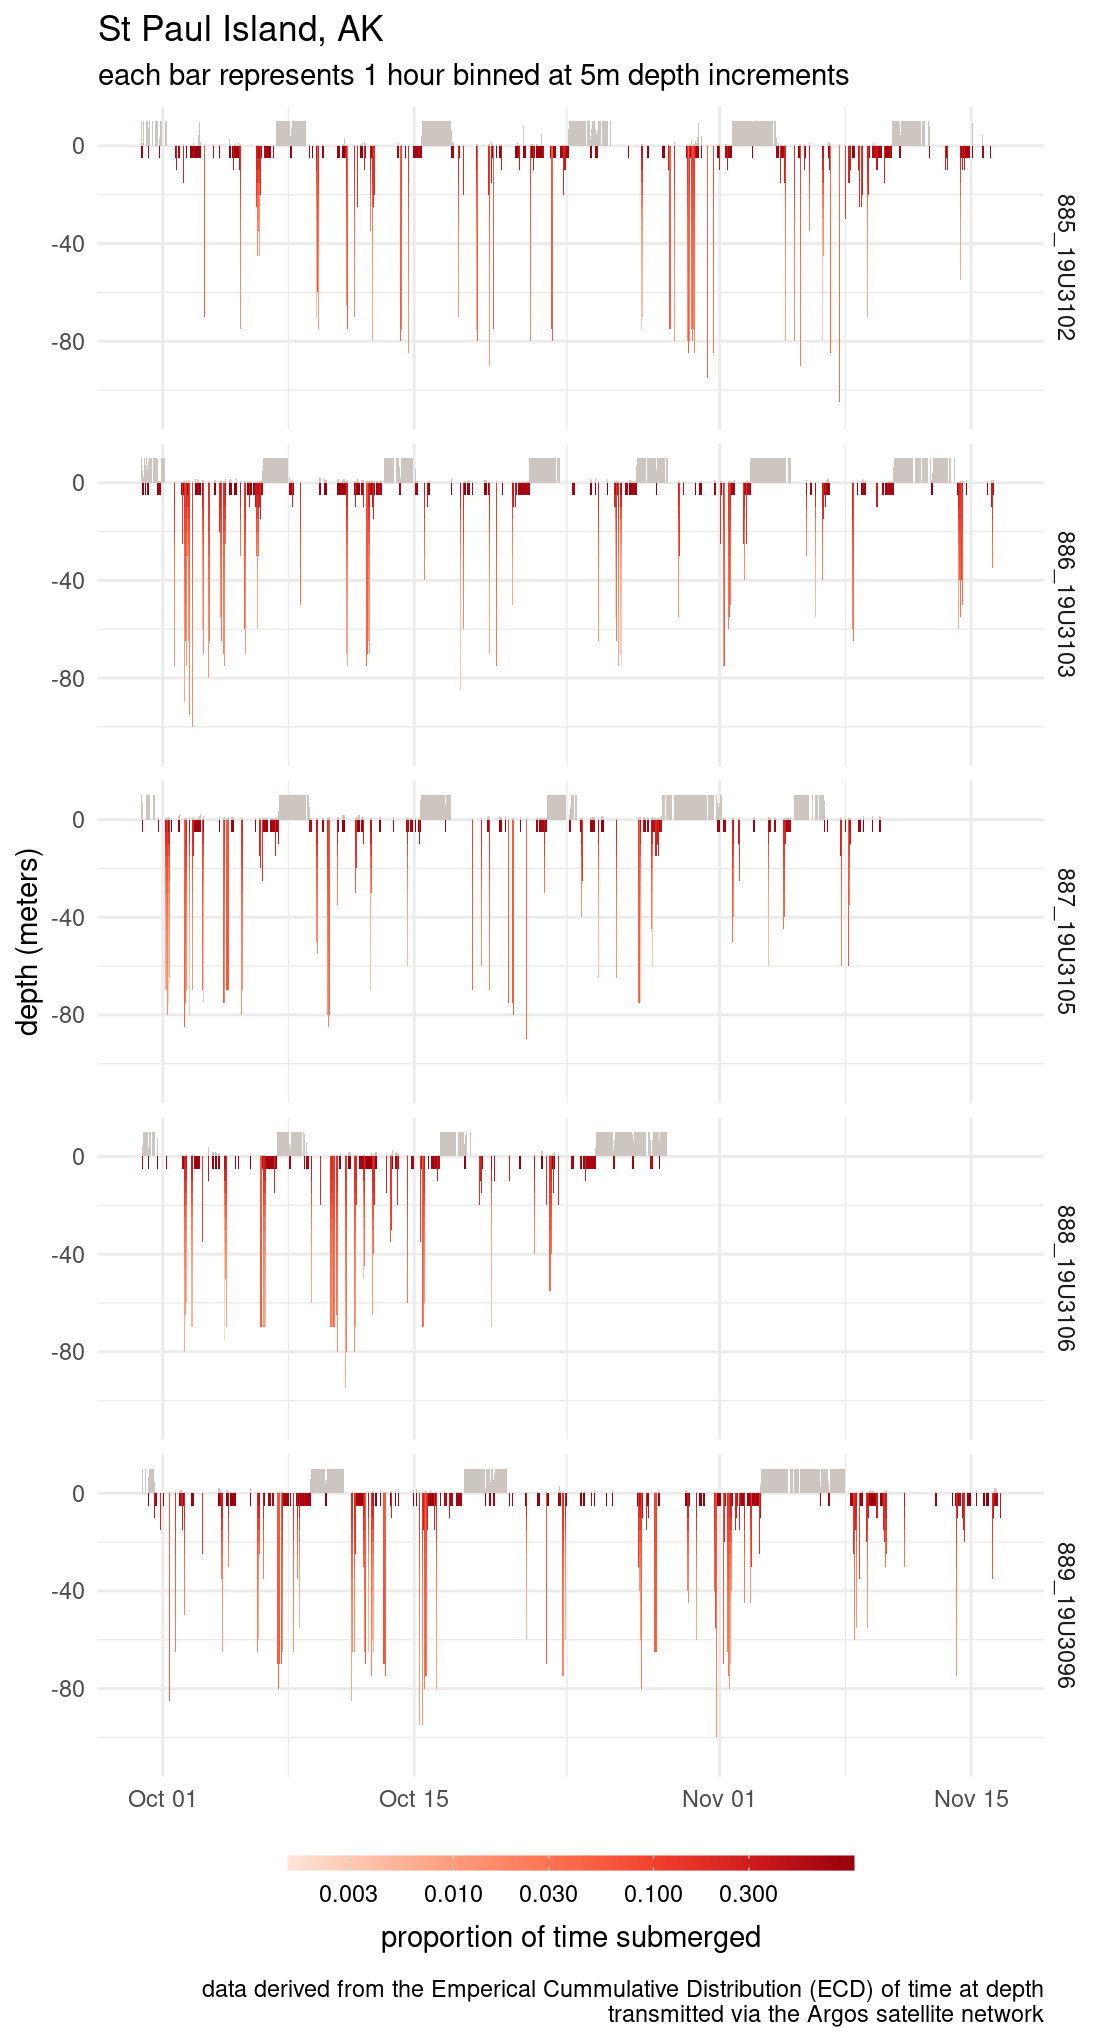 St Paul Island, AK
each bar represents 1 hour binned at 5m depth increments
0
-40
-80
885_19U3102
0
-40
-80
886_19U3103
0
-40
-80
887_19U3105
depth (meters)
0
-40
-80
888_19U3106
0
-40
-80
889_19U3096
Oct 01 Oct 15 Nov 01 Nov 15
0.003 0.010 0.030 0.100 0.300
proportion of time submerged
data derived from the Emperical Cummulative Distribution (ECD) of time at depth
transmitted via the Argos satellite network